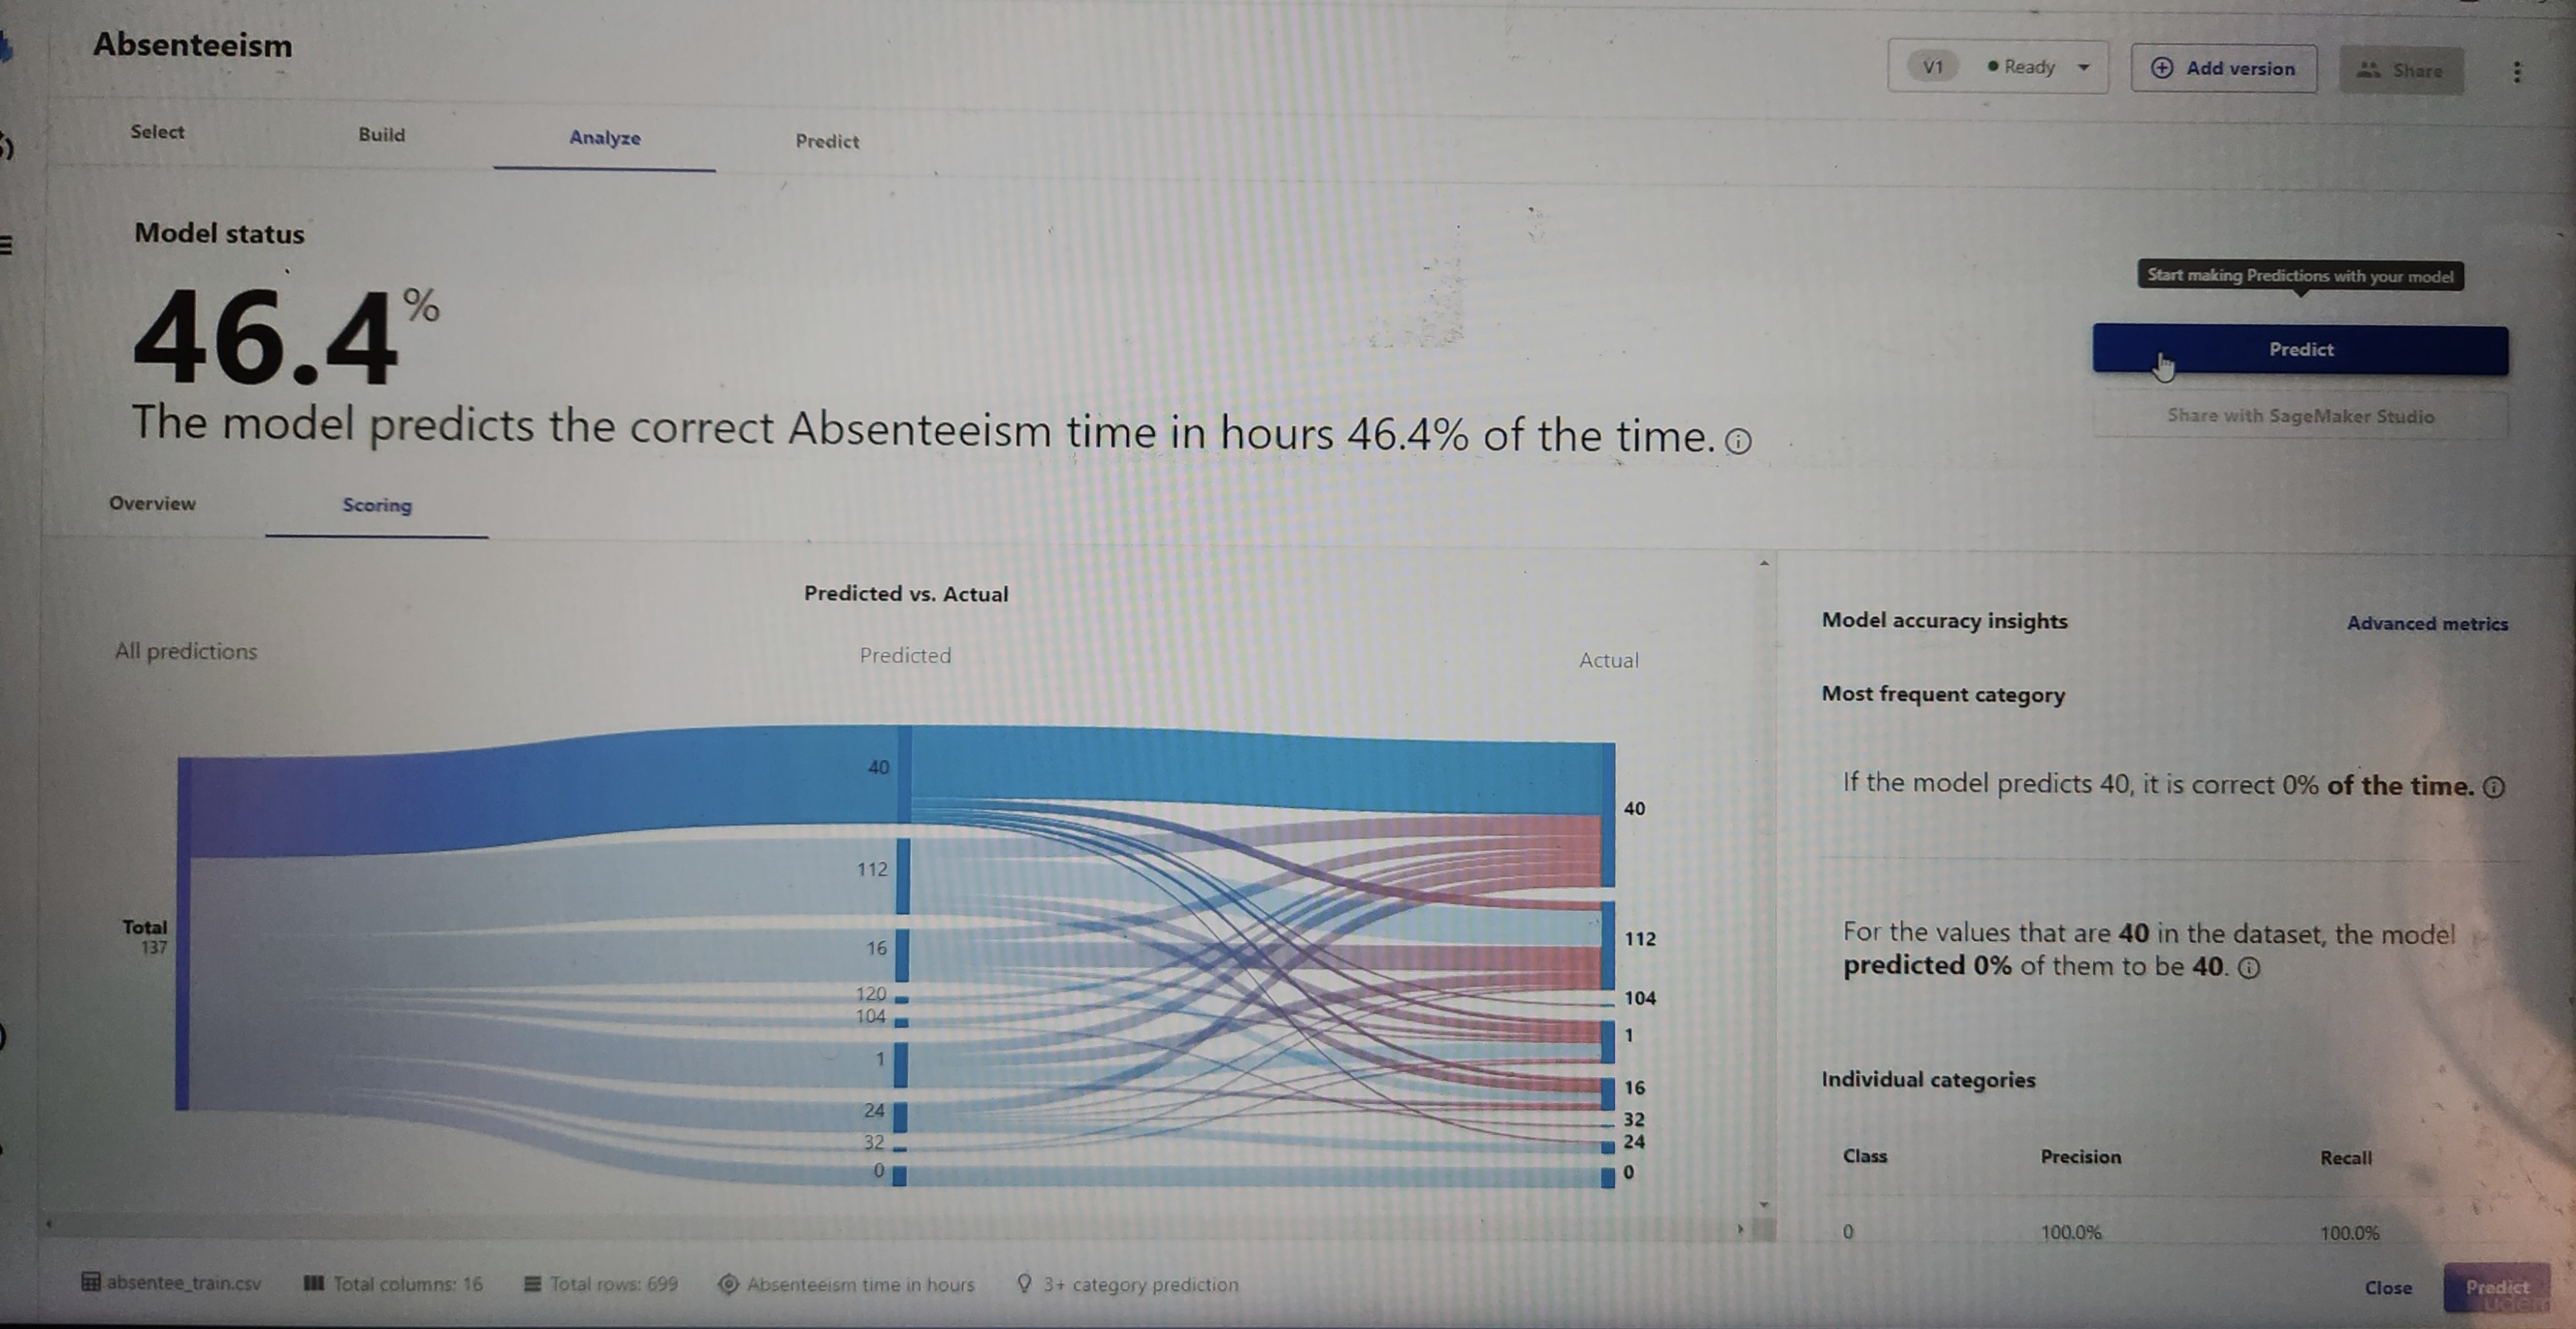 Absenteeism
V1 Ready Add version Share
Select Build Analyze Predict
Model status
46.4%
The model predicts the correct Absenteeism time in hours 46.4% of the time.
Start making Predictions with your model
Predict
Share with SageMaker Studio
Overview Scoring
Predicted vs. Actual
All predictions Predicted Actual
Total
137
40
112
16
120
104
1
24
32
0
40
112
104
1
16
32
24
0
Model accuracy insights Advanced metrics
Most frequent category
If the model predicts 40, it is correct 0% of the time.
For the values that are 40 in the dataset, the model
predicted 0% of them to be 40.
Individual categories
Class Precision Recall
0 100.0% 100.0%
absentee_train.csv Total columns: 16 Total rows: 699 Absenteeism time in hours 3+ category prediction
Close Predict